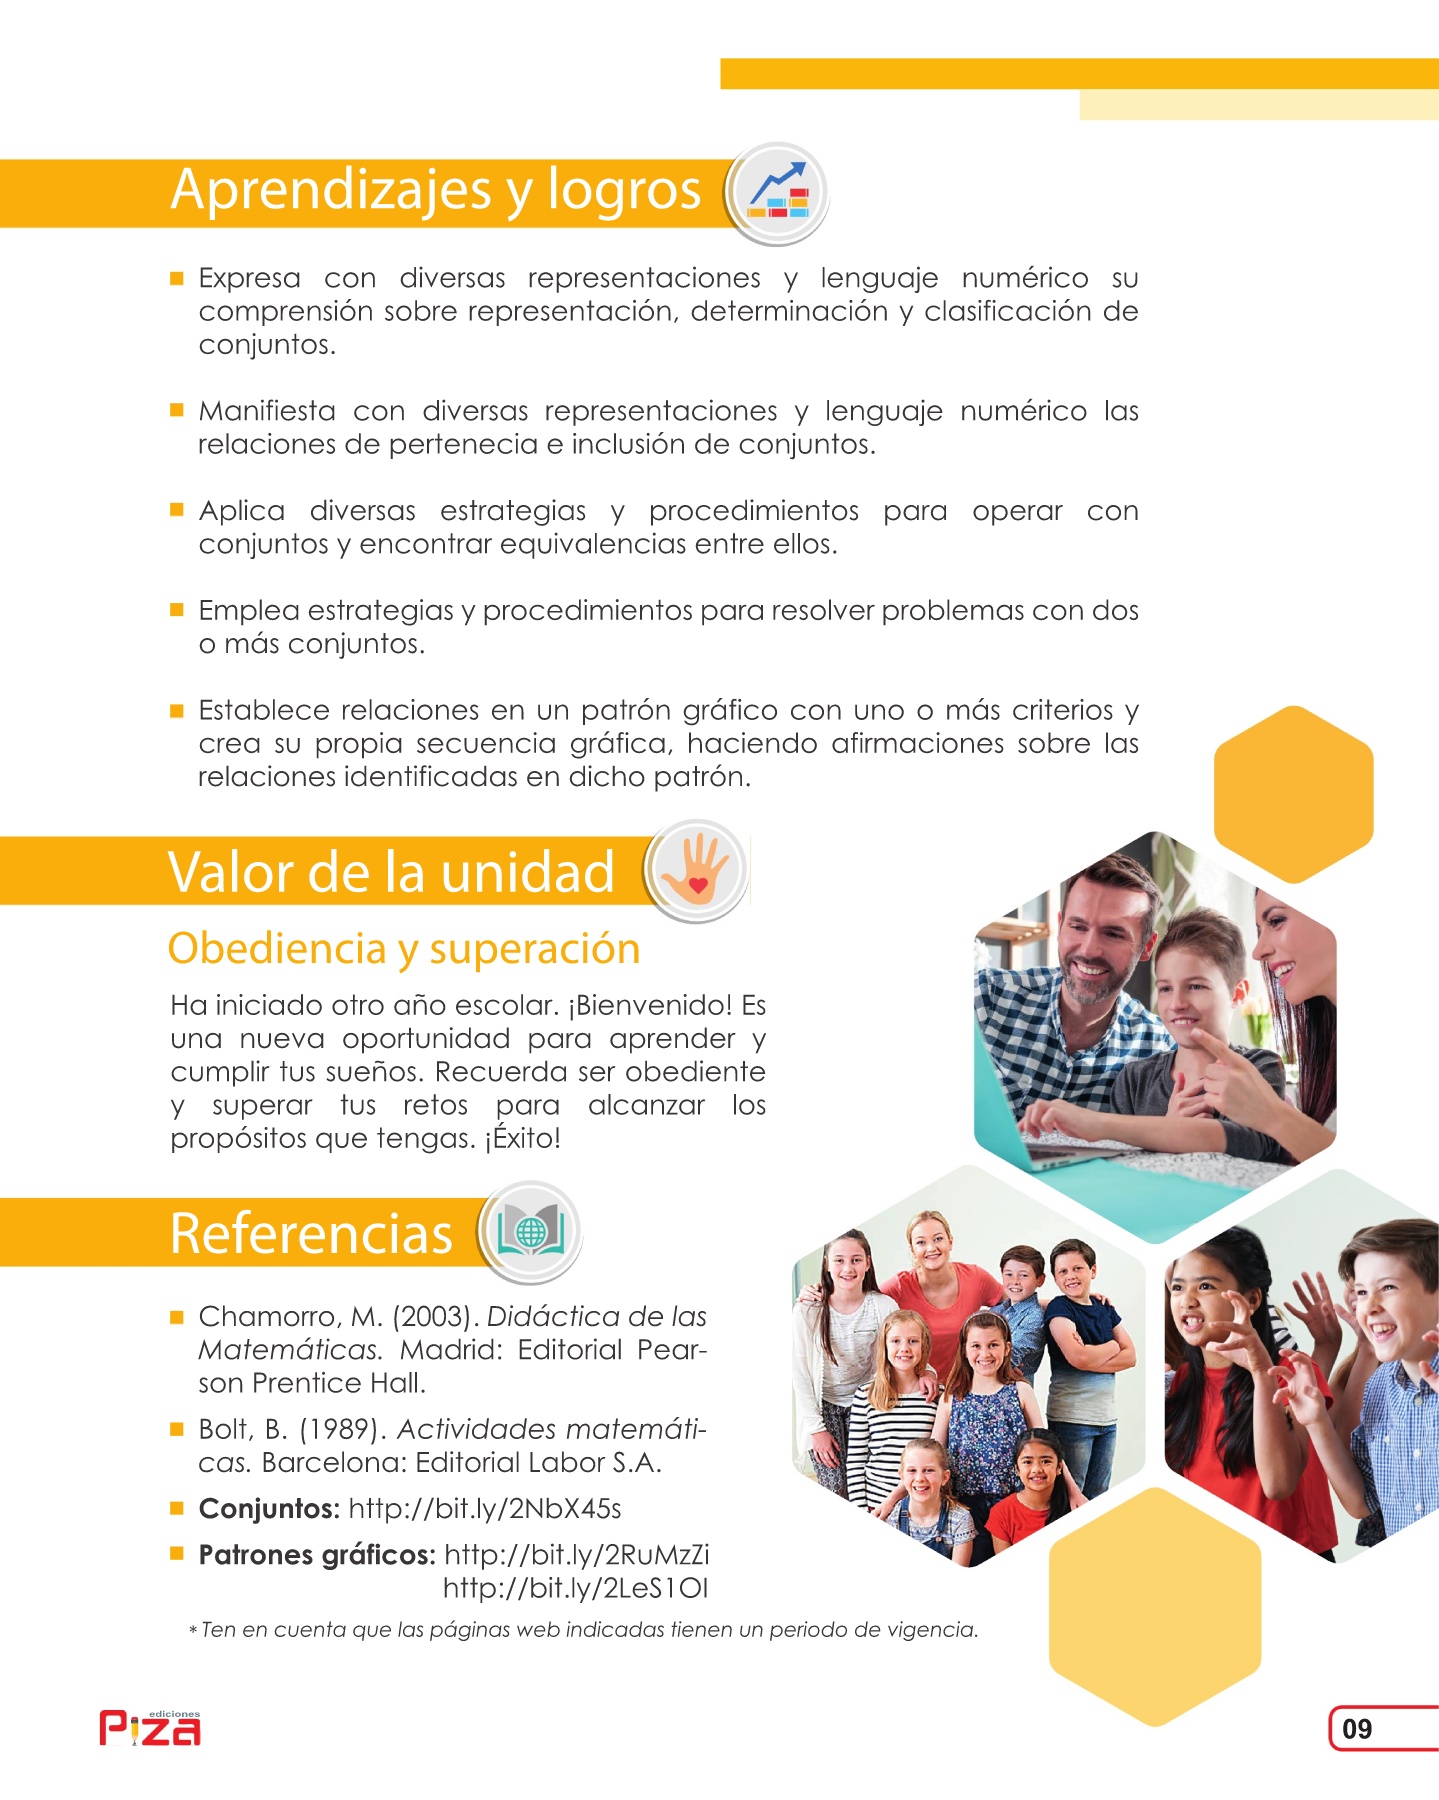 Aprendizajes y logros
Expresa con diversas representaciones y lenguaje numérico su
comprensión sobre representación, determinación y clasificación de
conjuntos.
Manifiesta con diversas representaciones y lenguaje numérico las
relaciones de pertenecia e inclusión de conjuntos.
Aplica diversas estrategias y procedimientos para operar con
conjuntos y encontrar equivalencias entre ellos.
Emplea estrategias y procedimientos para resolver problemas con dos
o más conjuntos.
Establece relaciones en un patrón gráfico con uno o más criterios y
crea su propia secuencia gráfica, haciendo afirmaciones sobre las
relaciones identificadas en dicho patrón.
Valor de la unidad
Obediencia y superación
Ha iniciado otro año escolar. ¡Bienvenido! Es
una nueva oportunidad para aprender y
cumplir tus sueños. Recuerda ser obediente
y superar tus retos para alcanzar los
propósitos que tengas. ¡Éxito!
Referencias
Chamorro, M. (2003). Didáctica de las
Matemáticas. Madrid: Editorial Pear-
son Prentice Hall.
Bolt, B. (1989). Actividades matemáti-
cas. Barcelona: Editorial Labor S.A.
Conjuntos: http://bit.ly/2NbX45s
Patrones gráficos: http://bit.ly/2RuMzZi
http://bit.ly/2LeS1OI
* Ten en cuenta que las páginas web indicadas tienen un periodo de vigencia.
ediciones
Piza
09